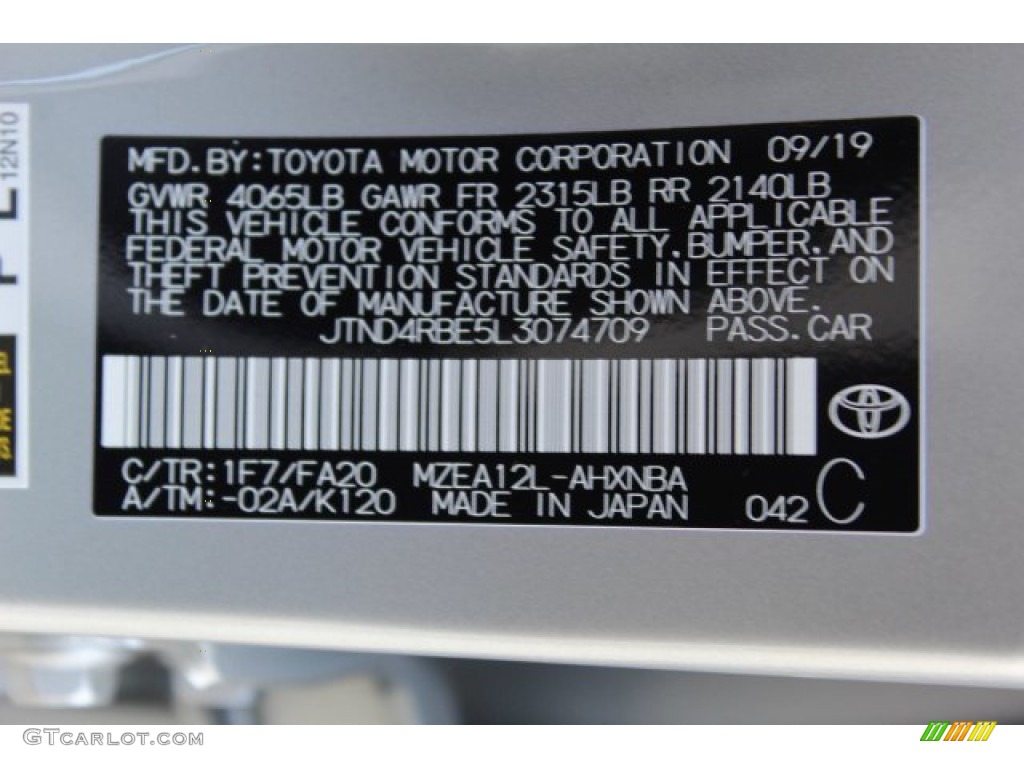 MFD. BY: TOYOTA MOTOR CORPORATION 09/19
GVWR 4065LB GAWR FR 2315LB RR 2140LB
THIS VEHICLE CONFORMS TO ALL APPLICABLE
FEDERAL MOTOR VEHICLE SAFETY, BUMPER, AND
THEFT PREVENTION STANDARDS IN EFFECT ON
THE DATE OF MANUFACTURE SHOWN ABOVE.
JTND4RBE5L3074709 PASS. CAR
C/TR: 1F7/FA20 MZEA12L-AHXNBA
A/TM: -02A/K120 MADE IN JAPAN 042 C
12N10
GTCARLOT.COM